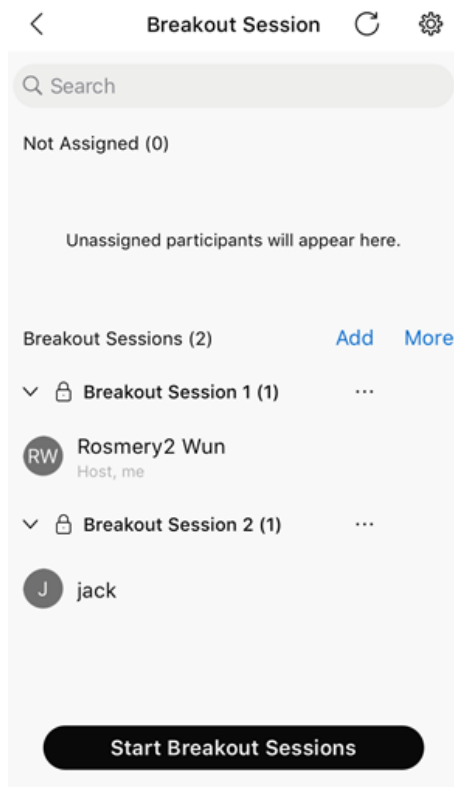 Breakout Session
Search
Not Assigned (0)
Unassigned participants will appear here.
Breakout Sessions (2) Add More
Breakout Session 1 (1) ...
RW Rosmery2 Wun
Host, me
Breakout Session 2 (1) ...
J jack
Start Breakout Sessions